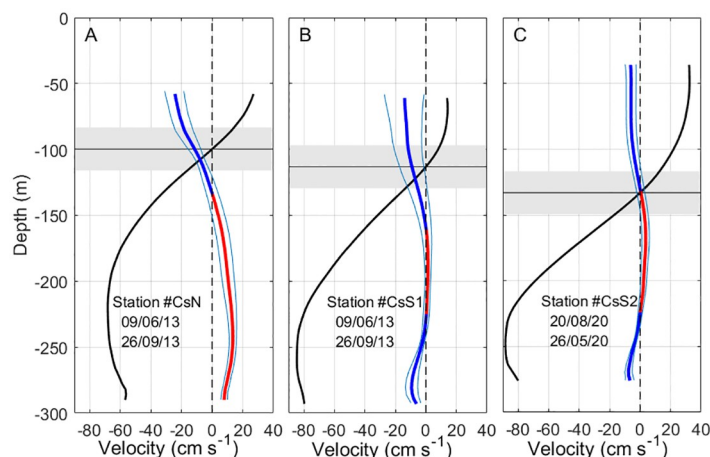 A
B
C
Depth (m)
0
-50
-100
-150
-200
-250
-300
Station #CsN
09/06/13
26/09/13
Station #CsS1
09/06/13
26/09/13
Station #CsS2
20/08/20
26/05/20
-80 -60 -40 -20 0 20 40
-80 -60 -40 -20 0 20 40
-80 -60 -40 -20 0 20 40
Velocity (cm s⁻¹)
Velocity (cm s⁻¹)
Velocity (cm s⁻¹)